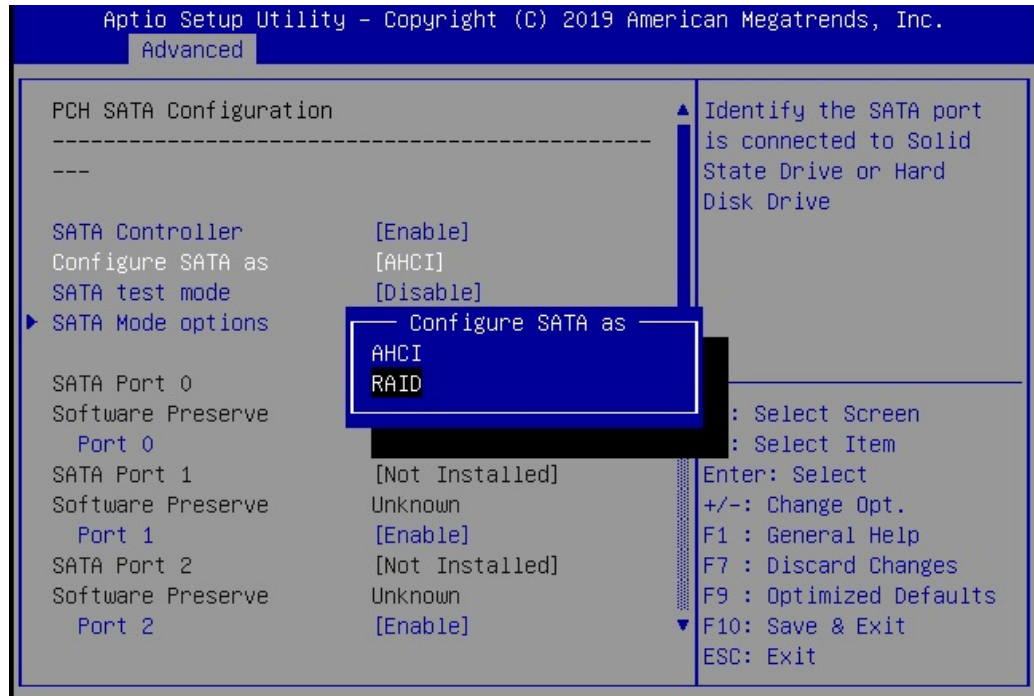 Aptio Setup Utility – Copyright (C) 2019 American Megatrends, Inc.
Advanced
PCH SATA Configuration
--------------------------------------------------
---
SATA Controller [Enable]
Configure SATA as [AHCI]
SATA test mode [Disable]
SATA Mode options
SATA Port 0
Software Preserve
Port 0
SATA Port 1 [Not Installed]
Software Preserve Unknown
Port 1 [Enable]
SATA Port 2 [Not Installed]
Software Preserve Unknown
Port 2 [Enable]
Configure SATA as
AHCI
RAID
Identify the SATA port
is connected to Solid
State Drive or Hard
Disk Drive
: Select Screen
: Select Item
Enter: Select
+/-: Change Opt.
F1 : General Help
F7 : Discard Changes
F9 : Optimized Defaults
F10: Save & Exit
ESC: Exit